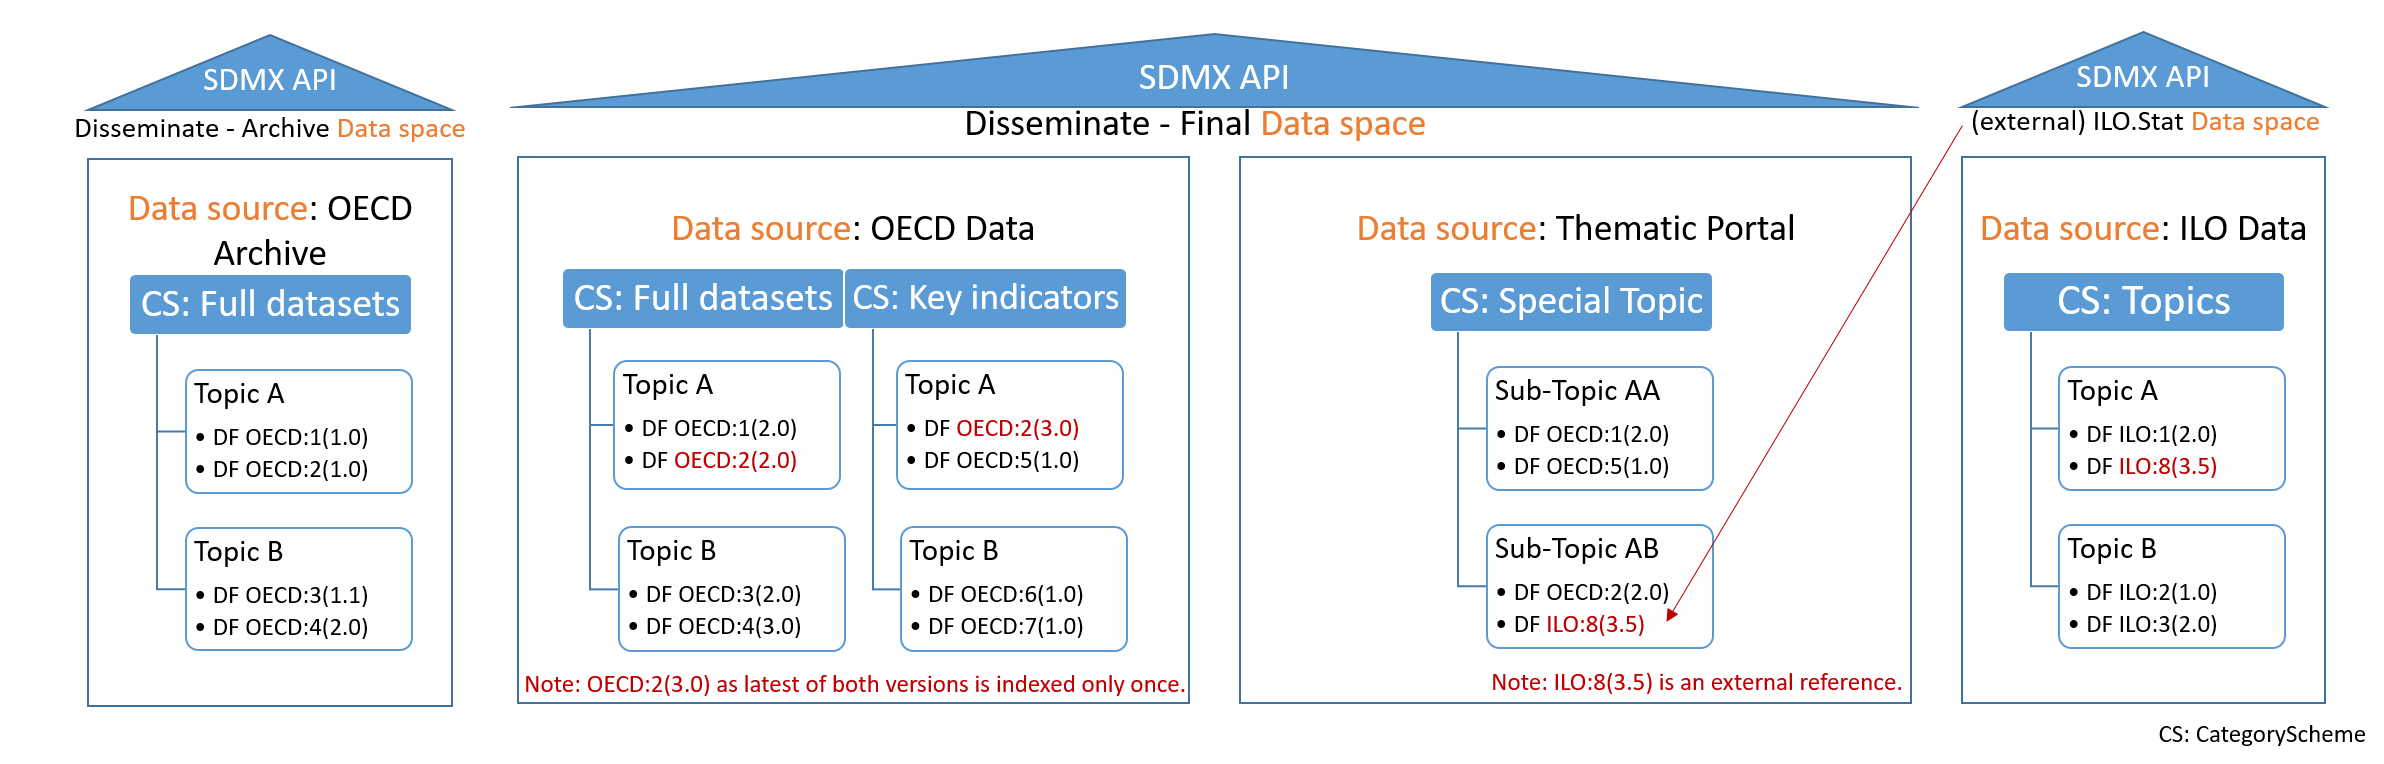 SDMX API
Disseminate - Archive Data space
Data source: OECD
Archive
CS: Full datasets
Topic A
• DF OECD:1(1.0)
• DF OECD:2(1.0)
Topic B
• DF OECD:3(1.1)
• DF OECD:4(2.0)
SDMX API
Disseminate - Final Data space
Data source: OECD Data
CS: Full datasets
Topic A
• DF OECD:1(2.0)
• DF OECD:2(2.0)
Topic B
• DF OECD:3(2.0)
• DF OECD:4(3.0)
CS: Key indicators
Topic A
• DF OECD:2(3.0)
• DF OECD:5(1.0)
Topic B
• DF OECD:6(1.0)
• DF OECD:7(1.0)
Note: OECD:2(3.0) as latest of both versions is indexed only once.
Data source: Thematic Portal
CS: Special Topic
Sub-Topic AA
• DF OECD:1(2.0)
• DF OECD:5(1.0)
Sub-Topic AB
• DF OECD:2(2.0)
• DF ILO:8(3.5)
Note: ILO:8(3.5) is an external reference.
SDMX API
(external) ILO.Stat Data space
Data source: ILO Data
CS: Topics
Topic A
• DF ILO:1(2.0)
• DF ILO:8(3.5)
Topic B
• DF ILO:2(1.0)
• DF ILO:3(2.0)
CS: CategoryScheme